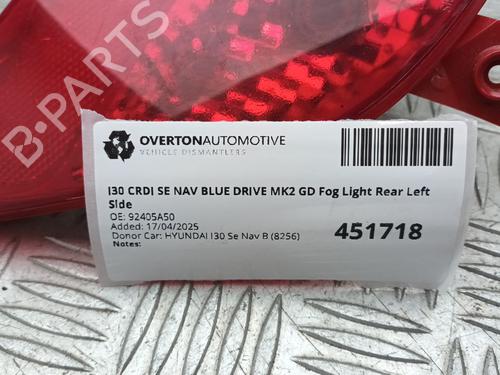 B-PARTS
OVERTONAUTOMOTIVE
VEHICLE DISMANTLERS
I30 CRDI SE NAV BLUE DRIVE MK2 GD Fog Light Rear Left
Side
OE: 92405A50
Added: 17/04/2025
Donor Car: HYUNDAI I30 Se Nav B (8256)
Notes:
451718